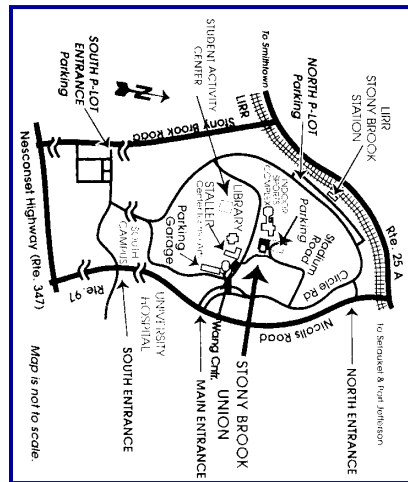 SOUTH P-LOT
ENTRANCE
Parking
STUDENT ACTIVITY
CENTER
To Smithtown
LIRR
NORTH P-LOT
Parking
LIRR
STONY BROOK
STATION
Rte. 25 A
N
Stony Brook Road
INDOOR
SPORTS
COMPLEX
Parking
Stadium
Road
Circle Rd
to Setauket & Port Jefferson
LIBRARY
STALLER
Parking
Garage
SOUTH
CAMPUS
Nesconset Highway (Rte. 347)
Rte. 97
UNIVERSITY
HOSPITAL
Wang Cntr.
Nicolls Road
SOUTH ENTRANCE
MAIN ENTRANCE
STONY BROOK
UNION
NORTH ENTRANCE
Map is not to scale.